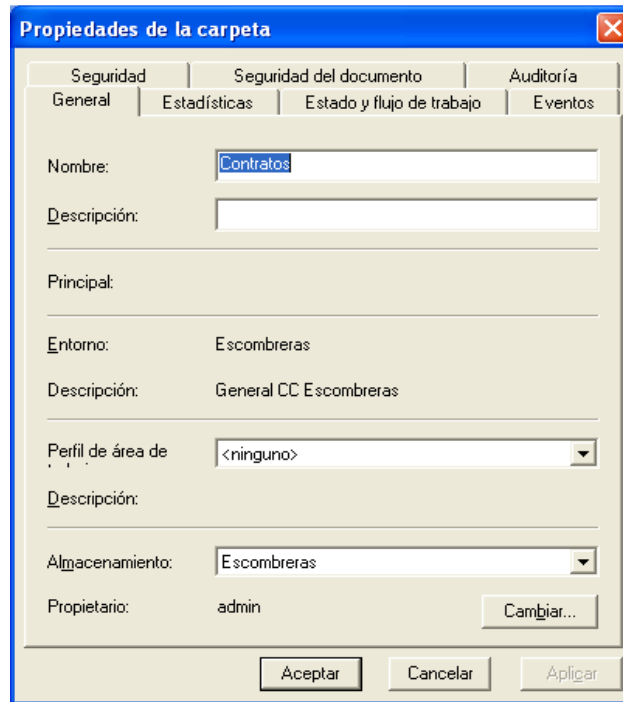 Propiedades de la carpeta
Seguridad Seguridad del documento Auditoría
General Estadísticas Estado y flujo de trabajo Eventos
Nombre: Contratos
Descripción:
Principal:
Entorno: Escombreras
Descripción: General CC Escombreras
Perfil de área de <ninguno>
Descripción:
Almacenamiento: Escombreras
Propietario: admin Cambiar...
Aceptar Cancelar Aplicar